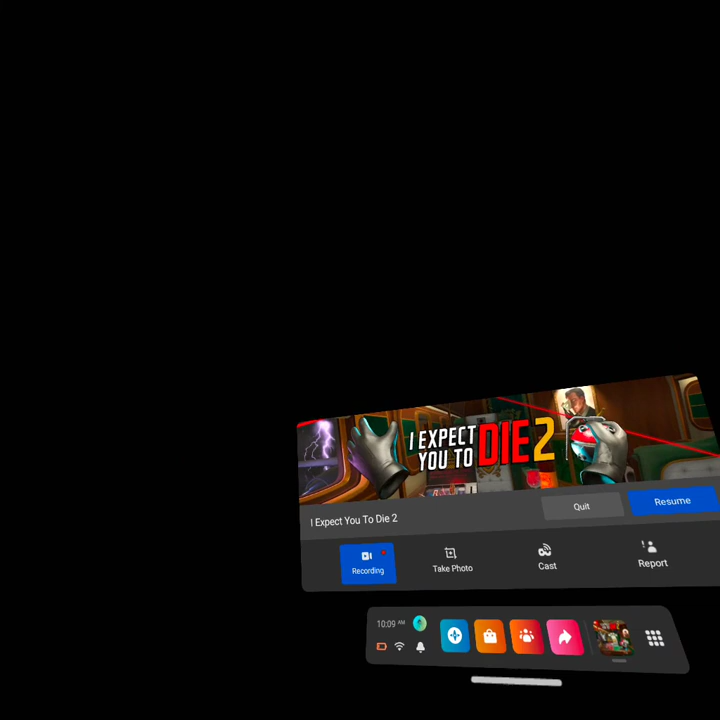 I EXPECT
YOU TO DIE 2
I Expect You To Die 2
Quit
Resume
Recording
Take Photo
Cast
Report
10:09 AM